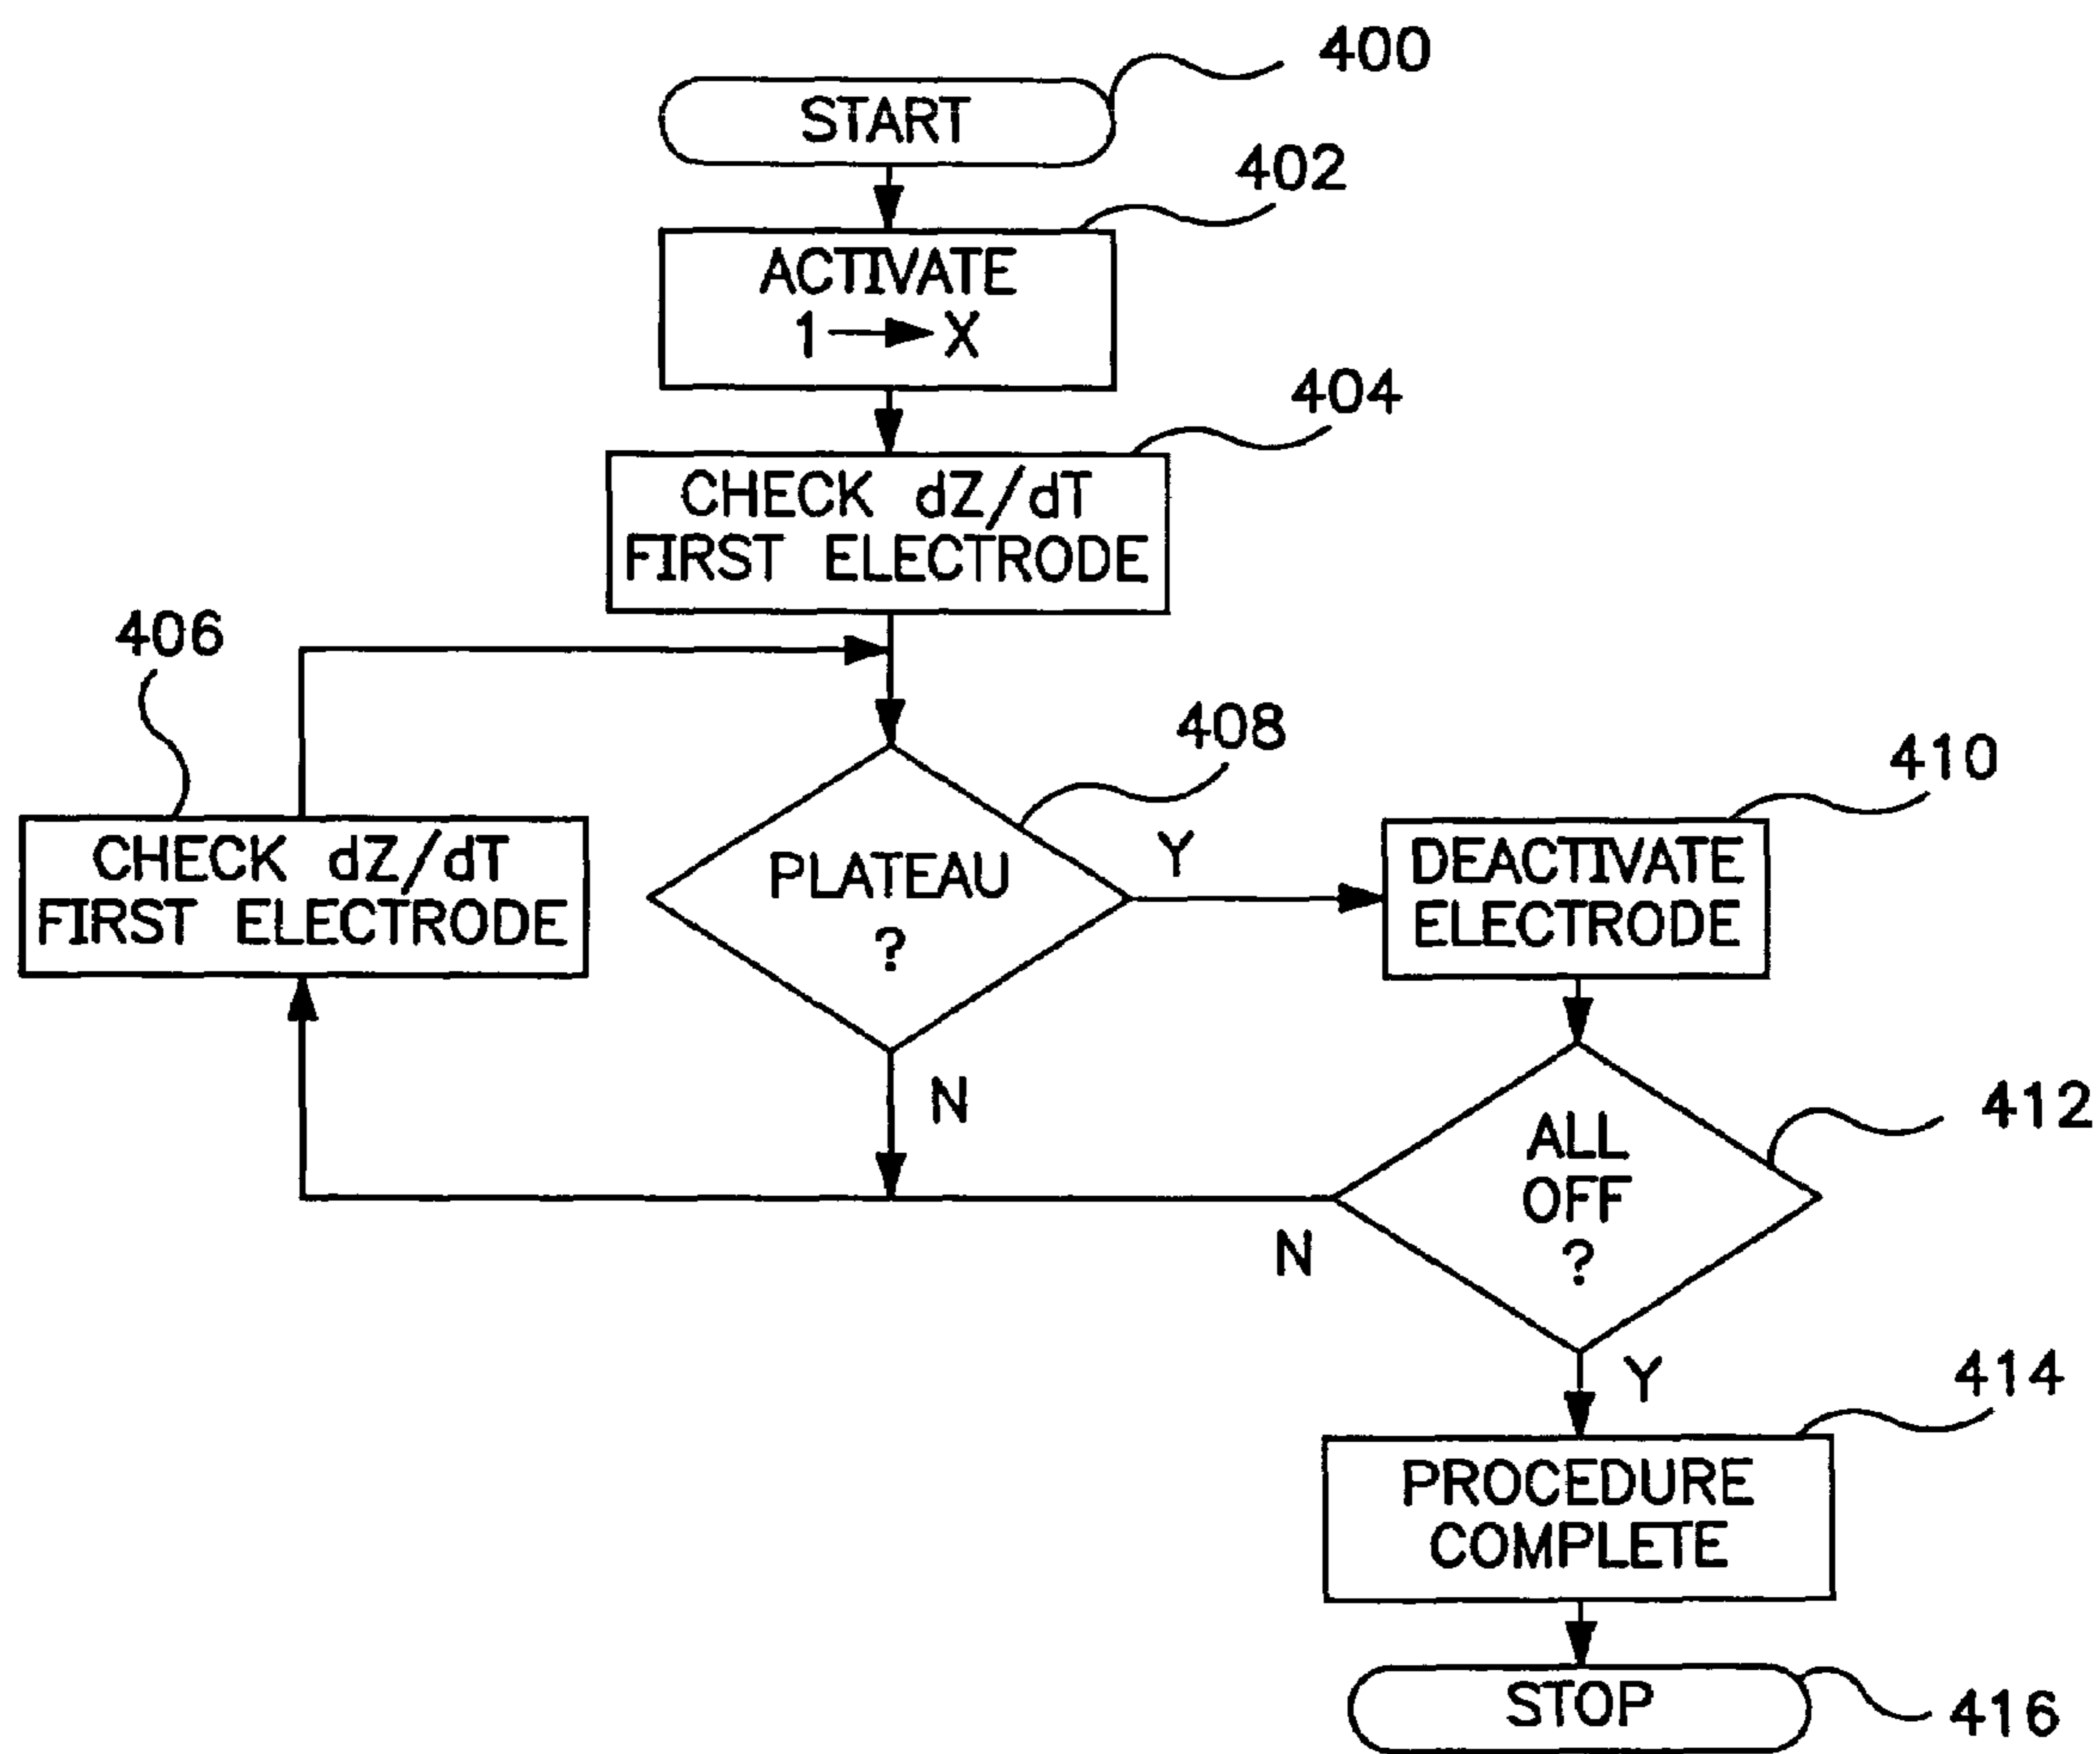 400
START
402
ACTIVATE
1 → X
404
CHECK dZ/dT
FIRST ELECTRODE
406
CHECK dZ/dT
FIRST ELECTRODE
408
PLATEAU
?
Y
N
410
DEACTIVATE
ELECTRODE
412
ALL
OFF
?
N
Y
414
PROCEDURE
COMPLETE
STOP
416